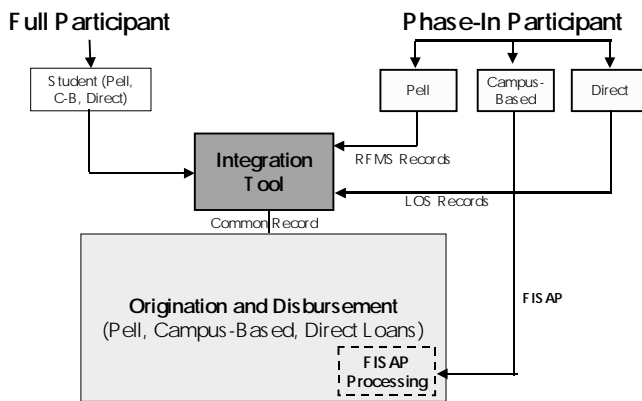 Full Participant
Phase-In Participant
Student (Pell,
C-B, Direct)
Pell
Campus-
Based
Direct
RFMS Records
Integration
Tool
LOS Records
Common Record
Origination and Disbursement
(Pell, Campus-Based, Direct Loans)
FISAP
FISAP
Processing